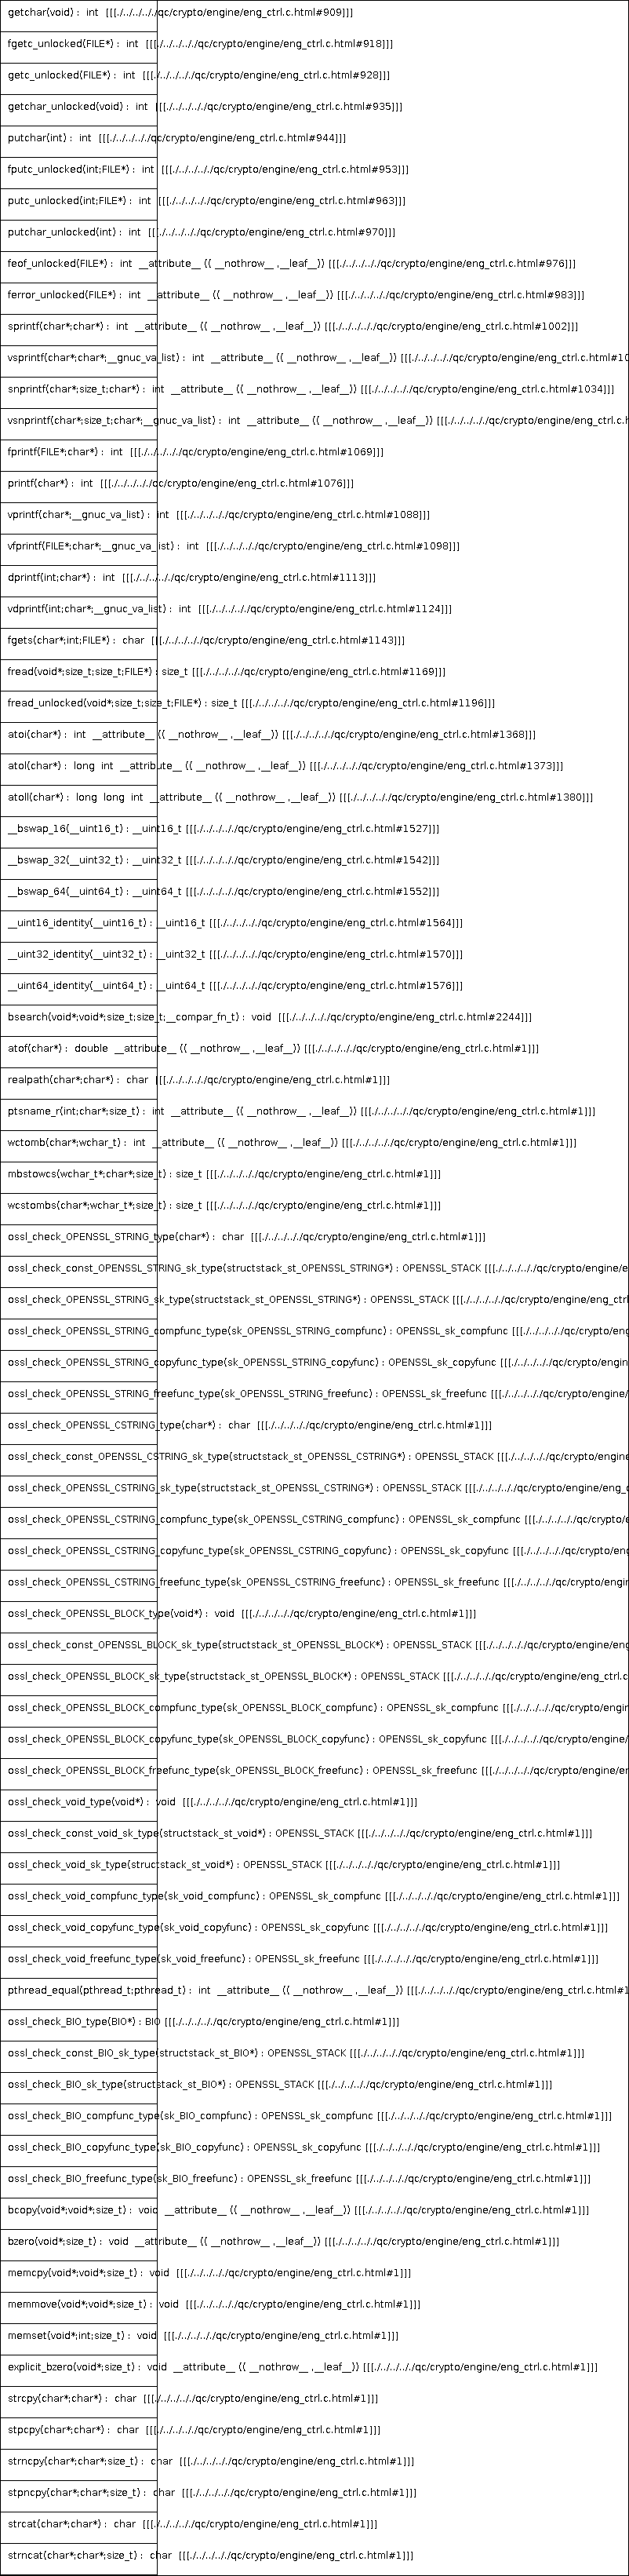 getchar(void) :  int  [[[./../../../../qc/crypto/engine/eng_ctrl.c.html#909]]]
fgetc_unlocked(FILE*) :  int  [[[./../../../../qc/crypto/engine/eng_ctrl.c.html#918]]]
getc_unlocked(FILE*) :  int  [[[./../../../../qc/crypto/engine/eng_ctrl.c.html#928]]]
getchar_unlocked(void) :  int  [[[./../../../../qc/crypto/engine/eng_ctrl.c.html#935]]]
putchar(int) :  int  [[[./../../../../qc/crypto/engine/eng_ctrl.c.html#944]]]
fputc_unlocked(int;FILE*) :  int  [[[./../../../../qc/crypto/engine/eng_ctrl.c.html#953]]]
putc_unlocked(int;FILE*) :  int  [[[./../../../../qc/crypto/engine/eng_ctrl.c.html#963]]]
putchar_unlocked(int) :  int  [[[./../../../../qc/crypto/engine/eng_ctrl.c.html#970]]]
feof_unlocked(FILE*) :  int  __attribute__ (( __nothrow__ ,__leaf__)) [[[./../../../../qc/crypto/engine/eng_ctrl.c.html#976]]]
ferror_unlocked(FILE*) :  int  __attribute__ (( __nothrow__ ,__leaf__)) [[[./../../../../qc/crypto/engine/eng_ctrl.c.html#983]]]
sprintf(char*;char*) :  int  __attribute__ (( __nothrow__ ,__leaf__)) [[[./../../../../qc/crypto/engine/eng_ctrl.c.html#1002]]]
vsprintf(char*;char*;__gnuc_va_list) :  int  __attribute__ (( __nothrow__ ,__leaf__)) [[[./../../../../qc/crypto/engine/eng_ctrl.c.html#10
snprintf(char*;size_t;char*) :  int  __attribute__ (( __nothrow__ ,__leaf__)) [[[./../../../../qc/crypto/engine/eng_ctrl.c.html#1034]]]
vsnprintf(char*;size_t;char*;__gnuc_va_list) :  int  __attribute__ (( __nothrow__ ,__leaf__)) [[[./../../../../qc/crypto/engine/eng_ctrl.c.h
fprintf(FILE*;char*) :  int  [[[./../../../../qc/crypto/engine/eng_ctrl.c.html#1069]]]
printf(char*) :  int  [[[./../../../../qc/crypto/engine/eng_ctrl.c.html#1076]]]
vprintf(char*;__gnuc_va_list) :  int  [[[./../../../../qc/crypto/engine/eng_ctrl.c.html#1088]]]
vfprintf(FILE*;char*;__gnuc_va_list) :  int  [[[./../../../../qc/crypto/engine/eng_ctrl.c.html#1098]]]
dprintf(int;char*) :  int  [[[./../../../../qc/crypto/engine/eng_ctrl.c.html#1113]]]
vdprintf(int;char*;__gnuc_va_list) :  int  [[[./../../../../qc/crypto/engine/eng_ctrl.c.html#1124]]]
fgets(char*;int;FILE*) :  char  [[[./../../../../qc/crypto/engine/eng_ctrl.c.html#1143]]]
fread(void*;size_t;size_t;FILE*) : size_t [[[./../../../../qc/crypto/engine/eng_ctrl.c.html#1169]]]
fread_unlocked(void*;size_t;size_t;FILE*) : size_t [[[./../../../../qc/crypto/engine/eng_ctrl.c.html#1196]]]
atoi(char*) :  int  __attribute__ (( __nothrow__ ,__leaf__)) [[[./../../../../qc/crypto/engine/eng_ctrl.c.html#1368]]]
atol(char*) :  long  int  __attribute__ (( __nothrow__ ,__leaf__)) [[[./../../../../qc/crypto/engine/eng_ctrl.c.html#1373]]]
atoll(char*) :  long  long  int  __attribute__ (( __nothrow__ ,__leaf__)) [[[./../../../../qc/crypto/engine/eng_ctrl.c.html#1380]]]
__bswap_16(__uint16_t) : __uint16_t [[[./../../../../qc/crypto/engine/eng_ctrl.c.html#1527]]]
__bswap_32(__uint32_t) : __uint32_t [[[./../../../../qc/crypto/engine/eng_ctrl.c.html#1542]]]
__bswap_64(__uint64_t) : __uint64_t [[[./../../../../qc/crypto/engine/eng_ctrl.c.html#1552]]]
__uint16_identity(__uint16_t) : __uint16_t [[[./../../../../qc/crypto/engine/eng_ctrl.c.html#1564]]]
__uint32_identity(__uint32_t) : __uint32_t [[[./../../../../qc/crypto/engine/eng_ctrl.c.html#1570]]]
__uint64_identity(__uint64_t) : __uint64_t [[[./../../../../qc/crypto/engine/eng_ctrl.c.html#1576]]]
bsearch(void*;void*;size_t;size_t;__compar_fn_t) :  void  [[[./../../../../qc/crypto/engine/eng_ctrl.c.html#2244]]]
atof(char*) :  double  __attribute__ (( __nothrow__ ,__leaf__)) [[[./../../../../qc/crypto/engine/eng_ctrl.c.html#1]]]
realpath(char*;char*) :  char  [[[./../../../../qc/crypto/engine/eng_ctrl.c.html#1]]]
ptsname_r(int;char*;size_t) :  int  __attribute__ (( __nothrow__ ,__leaf__)) [[[./../../../../qc/crypto/engine/eng_ctrl.c.html#1]]]
wctomb(char*;wchar_t) :  int  __attribute__ (( __nothrow__ ,__leaf__)) [[[./../../../../qc/crypto/engine/eng_ctrl.c.html#1]]]
mbstowcs(wchar_t*;char*;size_t) : size_t [[[./../../../../qc/crypto/engine/eng_ctrl.c.html#1]]]
wcstombs(char*;wchar_t*;size_t) : size_t [[[./../../../../qc/crypto/engine/eng_ctrl.c.html#1]]]
ossl_check_OPENSSL_STRING_type(char*) :  char  [[[./../../../../qc/crypto/engine/eng_ctrl.c.html#1]]]
ossl_check_const_OPENSSL_STRING_sk_type(structstack_st_OPENSSL_STRING*) : OPENSSL_STACK [[[./../../../../qc/crypto/engine/e
ossl_check_OPENSSL_STRING_sk_type(structstack_st_OPENSSL_STRING*) : OPENSSL_STACK [[[./../../../../qc/crypto/engine/eng_ctrl
ossl_check_OPENSSL_STRING_compfunc_type(sk_OPENSSL_STRING_compfunc) : OPENSSL_sk_compfunc [[[./../../../../qc/crypto/eng
ossl_check_OPENSSL_STRING_copyfunc_type(sk_OPENSSL_STRING_copyfunc) : OPENSSL_sk_copyfunc [[[./../../../../qc/crypto/engin
ossl_check_OPENSSL_STRING_freefunc_type(sk_OPENSSL_STRING_freefunc) : OPENSSL_sk_freefunc [[[./../../../../qc/crypto/engine/
ossl_check_OPENSSL_CSTRING_type(char*) :  char  [[[./../../../../qc/crypto/engine/eng_ctrl.c.html#1]]]
ossl_check_const_OPENSSL_CSTRING_sk_type(structstack_st_OPENSSL_CSTRING*) : OPENSSL_STACK [[[./../../../../qc/crypto/engine
ossl_check_OPENSSL_CSTRING_sk_type(structstack_st_OPENSSL_CSTRING*) : OPENSSL_STACK [[[./../../../../qc/crypto/engine/eng_c
ossl_check_OPENSSL_CSTRING_compfunc_type(sk_OPENSSL_CSTRING_compfunc) : OPENSSL_sk_compfunc [[[./../../../../qc/crypto/e
ossl_check_OPENSSL_CSTRING_copyfunc_type(sk_OPENSSL_CSTRING_copyfunc) : OPENSSL_sk_copyfunc [[[./../../../../qc/crypto/eng
ossl_check_OPENSSL_CSTRING_freefunc_type(sk_OPENSSL_CSTRING_freefunc) : OPENSSL_sk_freefunc [[[./../../../../qc/crypto/engin
ossl_check_OPENSSL_BLOCK_type(void*) :  void  [[[./../../../../qc/crypto/engine/eng_ctrl.c.html#1]]]
ossl_check_const_OPENSSL_BLOCK_sk_type(structstack_st_OPENSSL_BLOCK*) : OPENSSL_STACK [[[./../../../../qc/crypto/engine/eng
ossl_check_OPENSSL_BLOCK_sk_type(structstack_st_OPENSSL_BLOCK*) : OPENSSL_STACK [[[./../../../../qc/crypto/engine/eng_ctrl.c
ossl_check_OPENSSL_BLOCK_compfunc_type(sk_OPENSSL_BLOCK_compfunc) : OPENSSL_sk_compfunc [[[./../../../../qc/crypto/engin
ossl_check_OPENSSL_BLOCK_copyfunc_type(sk_OPENSSL_BLOCK_copyfunc) : OPENSSL_sk_copyfunc [[[./../../../../qc/crypto/engine/
ossl_check_OPENSSL_BLOCK_freefunc_type(sk_OPENSSL_BLOCK_freefunc) : OPENSSL_sk_freefunc [[[./../../../../qc/crypto/engine/en
ossl_check_void_type(void*) :  void  [[[./../../../../qc/crypto/engine/eng_ctrl.c.html#1]]]
ossl_check_const_void_sk_type(structstack_st_void*) : OPENSSL_STACK [[[./../../../../qc/crypto/engine/eng_ctrl.c.html#1]]]
ossl_check_void_sk_type(structstack_st_void*) : OPENSSL_STACK [[[./../../../../qc/crypto/engine/eng_ctrl.c.html#1]]]
ossl_check_void_compfunc_type(sk_void_compfunc) : OPENSSL_sk_compfunc [[[./../../../../qc/crypto/engine/eng_ctrl.c.html#1]]]
ossl_check_void_copyfunc_type(sk_void_copyfunc) : OPENSSL_sk_copyfunc [[[./../../../../qc/crypto/engine/eng_ctrl.c.html#1]]]
ossl_check_void_freefunc_type(sk_void_freefunc) : OPENSSL_sk_freefunc [[[./../../../../qc/crypto/engine/eng_ctrl.c.html#1]]]
pthread_equal(pthread_t;pthread_t) :  int  __attribute__ (( __nothrow__ ,__leaf__)) [[[./../../../../qc/crypto/engine/eng_ctrl.c.html#1
ossl_check_BIO_type(BIO*) : BIO [[[./../../../../qc/crypto/engine/eng_ctrl.c.html#1]]]
ossl_check_const_BIO_sk_type(structstack_st_BIO*) : OPENSSL_STACK [[[./../../../../qc/crypto/engine/eng_ctrl.c.html#1]]]
ossl_check_BIO_sk_type(structstack_st_BIO*) : OPENSSL_STACK [[[./../../../../qc/crypto/engine/eng_ctrl.c.html#1]]]
ossl_check_BIO_compfunc_type(sk_BIO_compfunc) : OPENSSL_sk_compfunc [[[./../../../../qc/crypto/engine/eng_ctrl.c.html#1]]]
ossl_check_BIO_copyfunc_type(sk_BIO_copyfunc) : OPENSSL_sk_copyfunc [[[./../../../../qc/crypto/engine/eng_ctrl.c.html#1]]]
ossl_check_BIO_freefunc_type(sk_BIO_freefunc) : OPENSSL_sk_freefunc [[[./../../../../qc/crypto/engine/eng_ctrl.c.html#1]]]
bcopy(void*;void*;size_t) :  void  __attribute__ (( __nothrow__ ,__leaf__)) [[[./../../../../qc/crypto/engine/eng_ctrl.c.html#1]]]
bzero(void*;size_t) :  void  __attribute__ (( __nothrow__ ,__leaf__)) [[[./../../../../qc/crypto/engine/eng_ctrl.c.html#1]]]
memcpy(void*;void*;size_t) :  void  [[[./../../../../qc/crypto/engine/eng_ctrl.c.html#1]]]
memmove(void*;void*;size_t) :  void  [[[./../../../../qc/crypto/engine/eng_ctrl.c.html#1]]]
memset(void*;int;size_t) :  void  [[[./../../../../qc/crypto/engine/eng_ctrl.c.html#1]]]
explicit_bzero(void*;size_t) :  void  __attribute__ (( __nothrow__ ,__leaf__)) [[[./../../../../qc/crypto/engine/eng_ctrl.c.html#1]]]
strcpy(char*;char*) :  char  [[[./../../../../qc/crypto/engine/eng_ctrl.c.html#1]]]
stpcpy(char*;char*) :  char  [[[./../../../../qc/crypto/engine/eng_ctrl.c.html#1]]]
strncpy(char*;char*;size_t) :  char  [[[./../../../../qc/crypto/engine/eng_ctrl.c.html#1]]]
stpncpy(char*;char*;size_t) :  char  [[[./../../../../qc/crypto/engine/eng_ctrl.c.html#1]]]
strcat(char*;char*) :  char  [[[./../../../../qc/crypto/engine/eng_ctrl.c.html#1]]]
strncat(char*;char*;size_t) :  char  [[[./../../../../qc/crypto/engine/eng_ctrl.c.html#1]]]